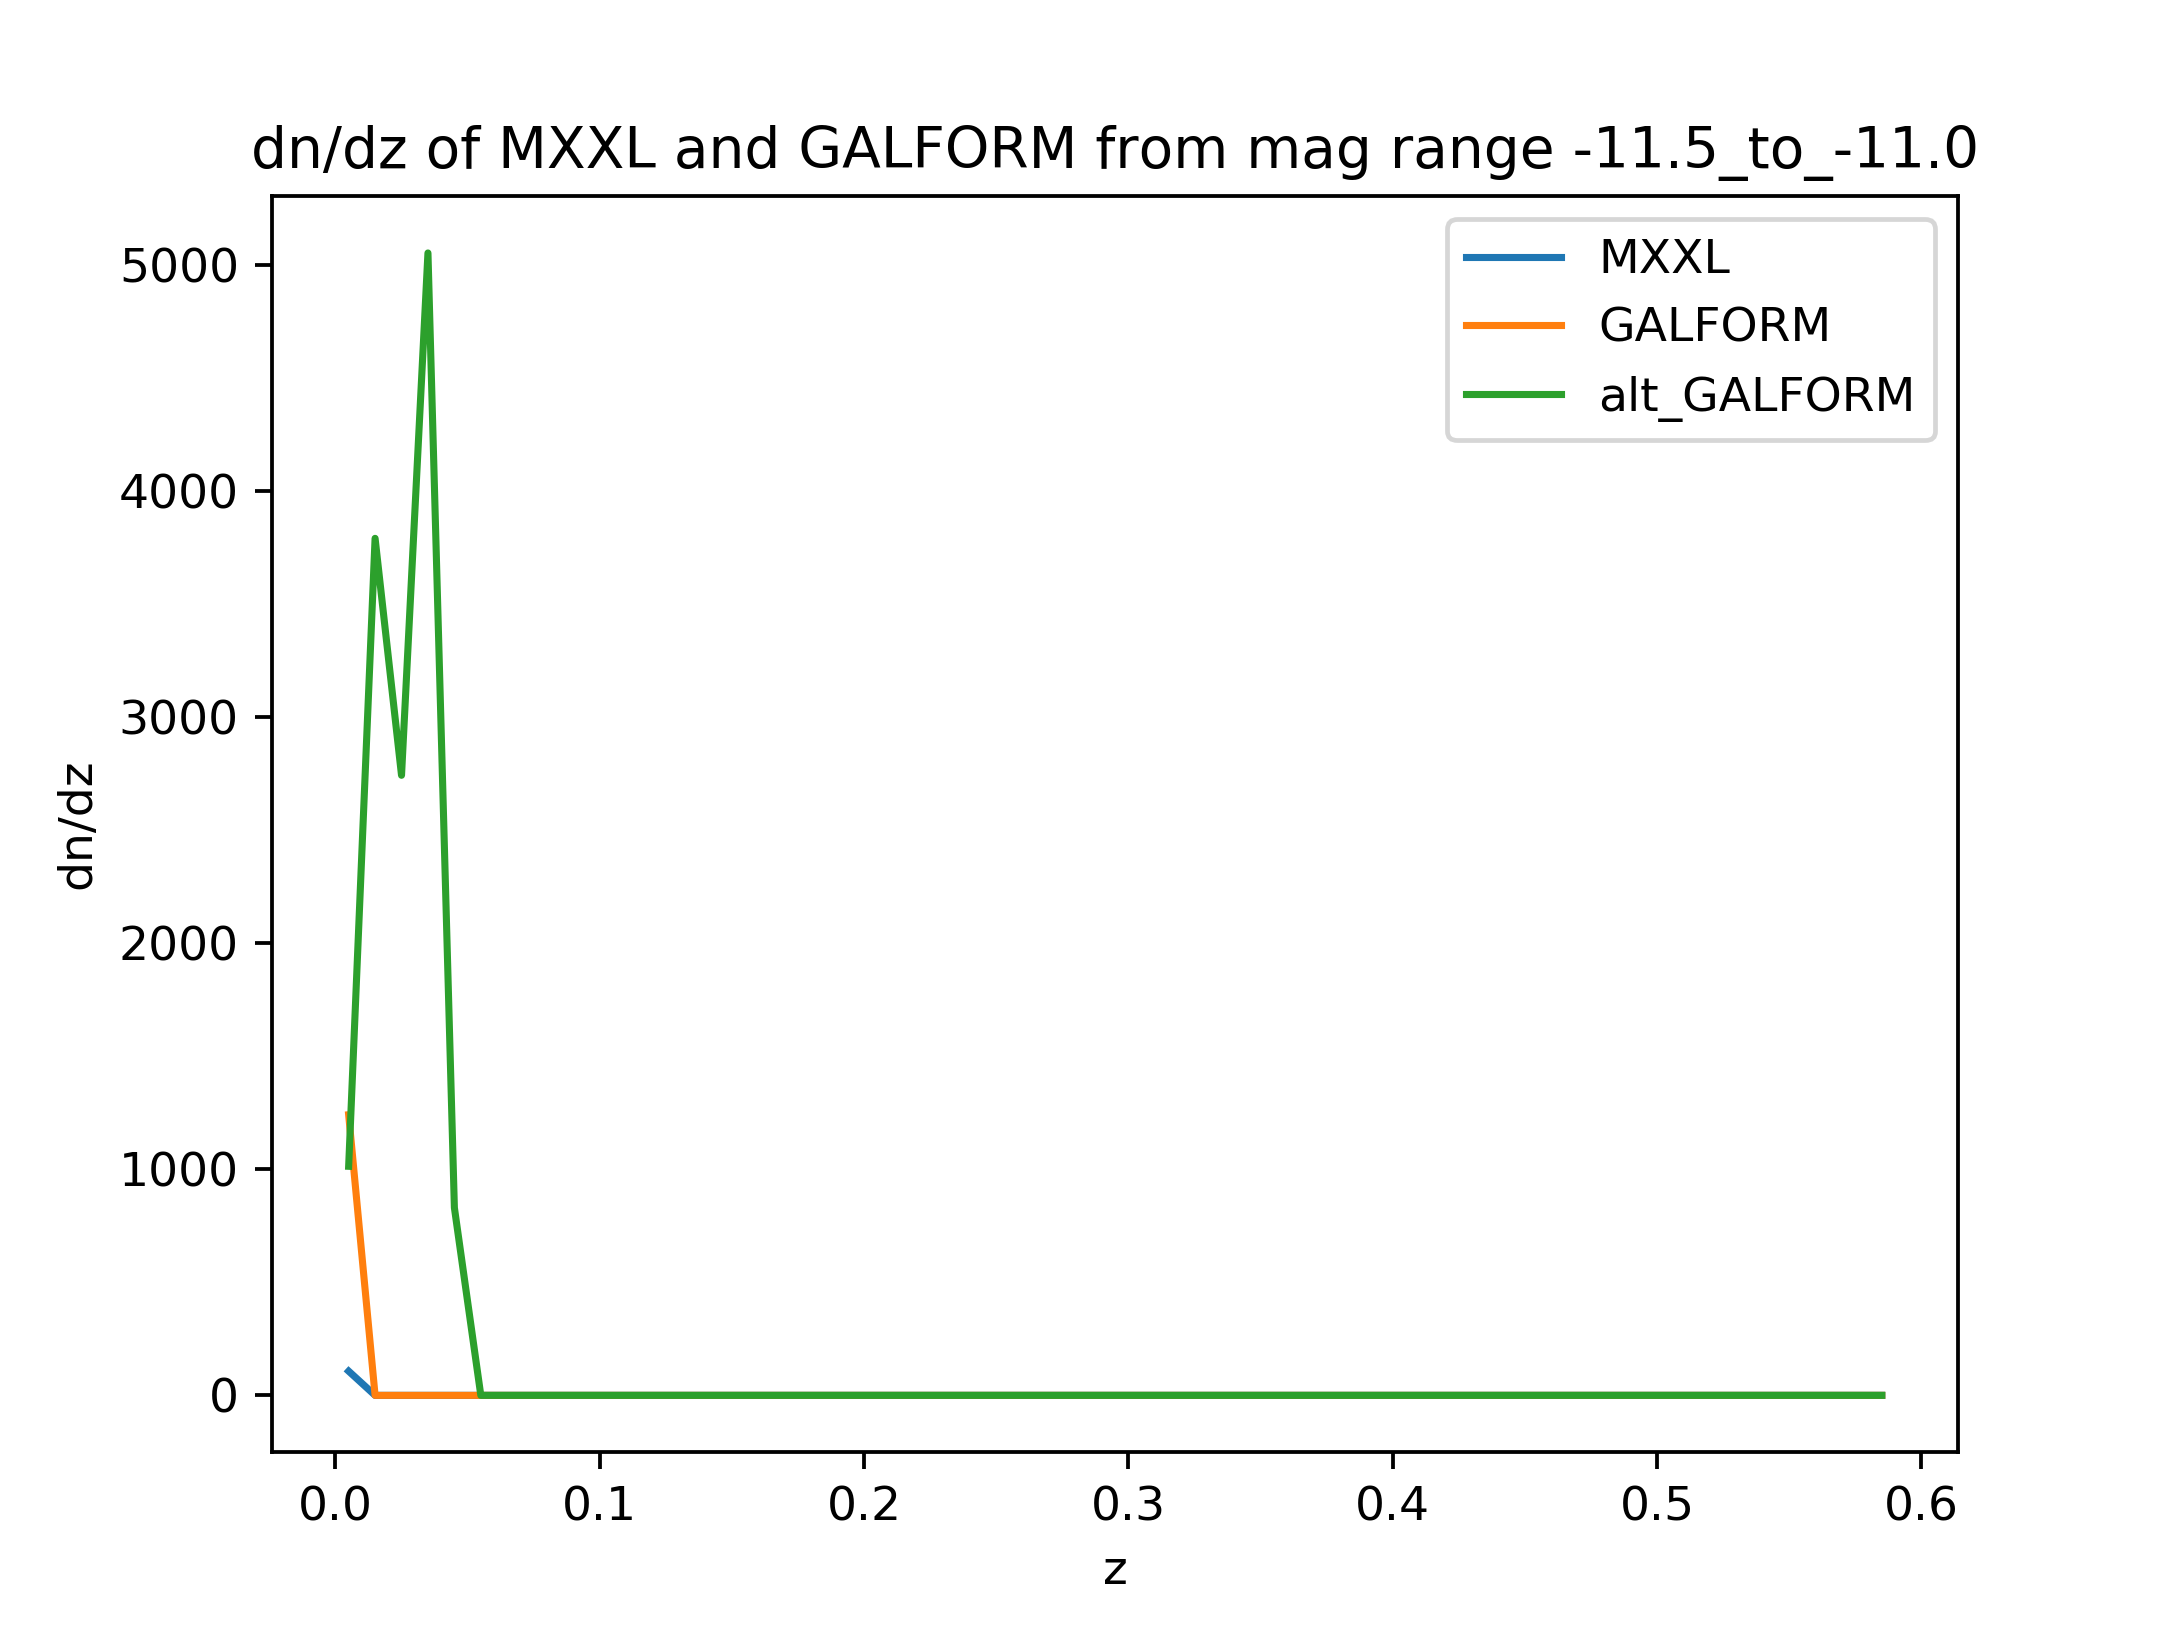 dn/dz of MXXL and GALFORM from mag range -11.5_to_-11.0
MXXL
GALFORM
alt_GALFORM
5000
4000
3000
2000
1000
0
dn/dz
0.0 0.1 0.2 0.3 0.4 0.5 0.6
z